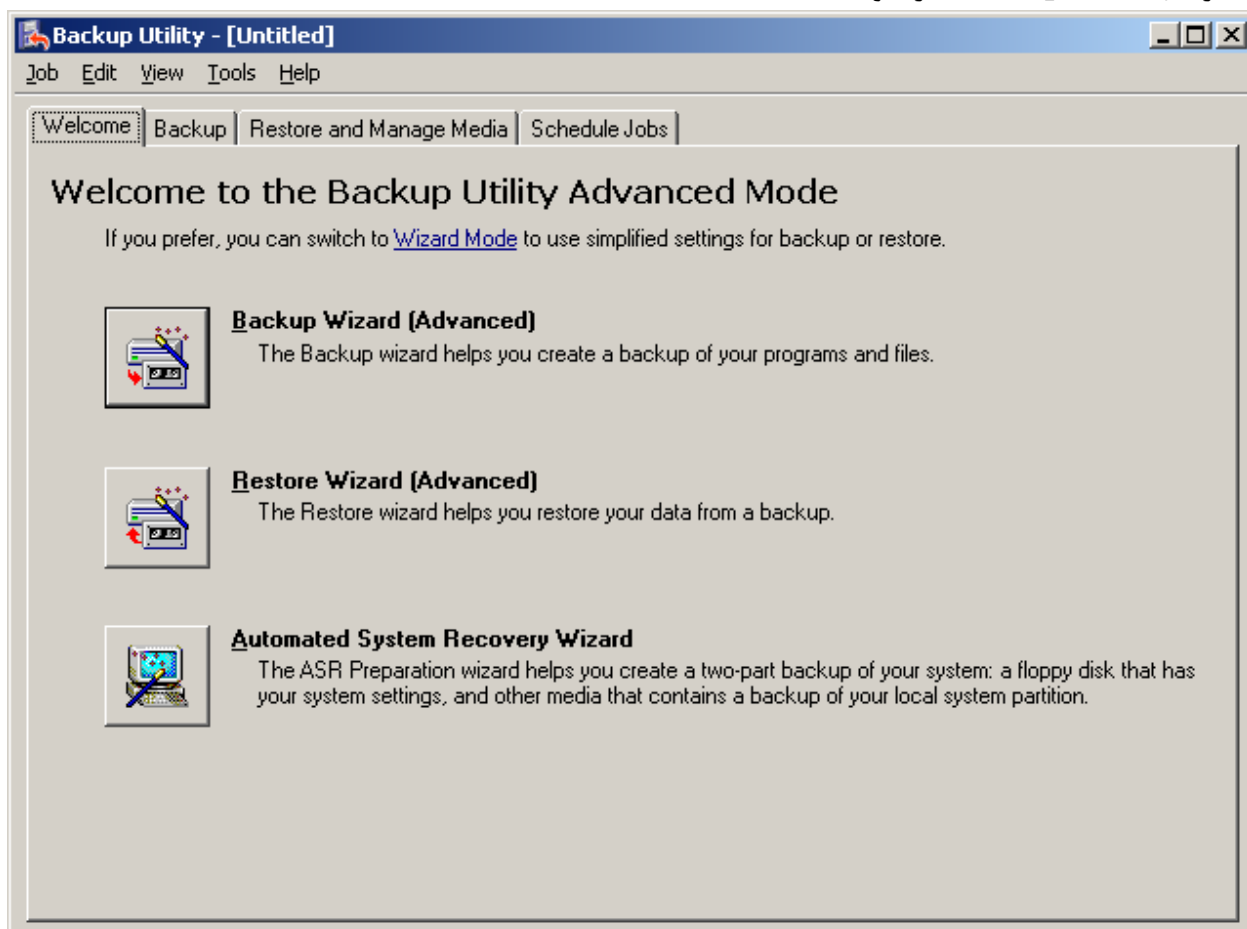 Backup Utility - [Untitled]
Job Edit View Tools Help
Welcome Backup Restore and Manage Media Schedule Jobs
Welcome to the Backup Utility Advanced Mode
If you prefer, you can switch to Wizard Mode to use simplified settings for backup or restore.
Backup Wizard (Advanced)
The Backup wizard helps you create a backup of your programs and files.
Restore Wizard (Advanced)
The Restore wizard helps you restore your data from a backup.
Automated System Recovery Wizard
The ASR Preparation wizard helps you create a two-part backup of your system: a floppy disk that has
your system settings, and other media that contains a backup of your local system partition.